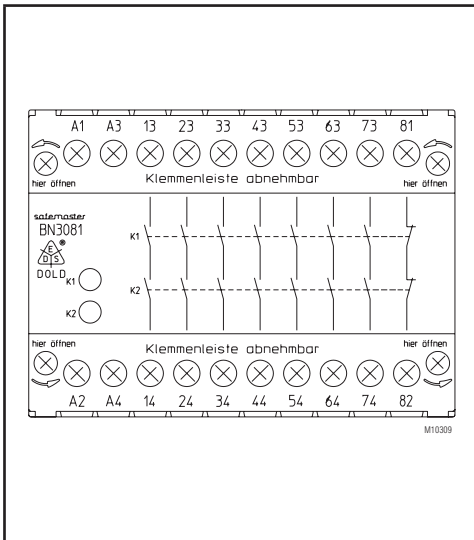 A1 A3 13 23 33 43 53 63 73 81
hier öffnen Klemmenleiste abnehmbar hier öffnen
safemaster
BN3081
E
D S
®
DOLD
K1
K2
K1
K2
hier öffnen Klemmenleiste abnehmbar hier öffnen
A2 A4 14 24 34 44 54 64 74 82
M10309